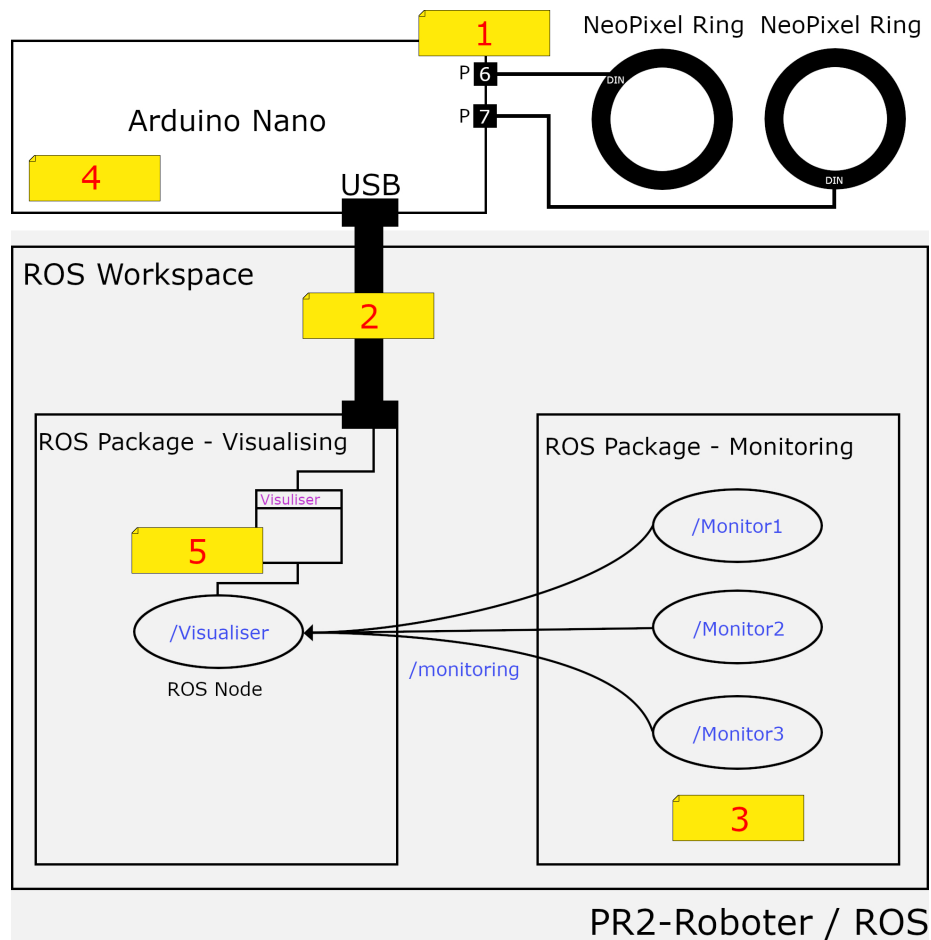 NeoPixel Ring NeoPixel Ring
1
P 6
DIN
P 7
Arduino Nano
DIN
4
USB
ROS Workspace
2
ROS Package - Visualising
ROS Package - Monitoring
Visuliser
/Monitor1
5
/Visualiser
/Monitor2
/monitoring
ROS Node
/Monitor3
3
PR2-Roboter / ROS